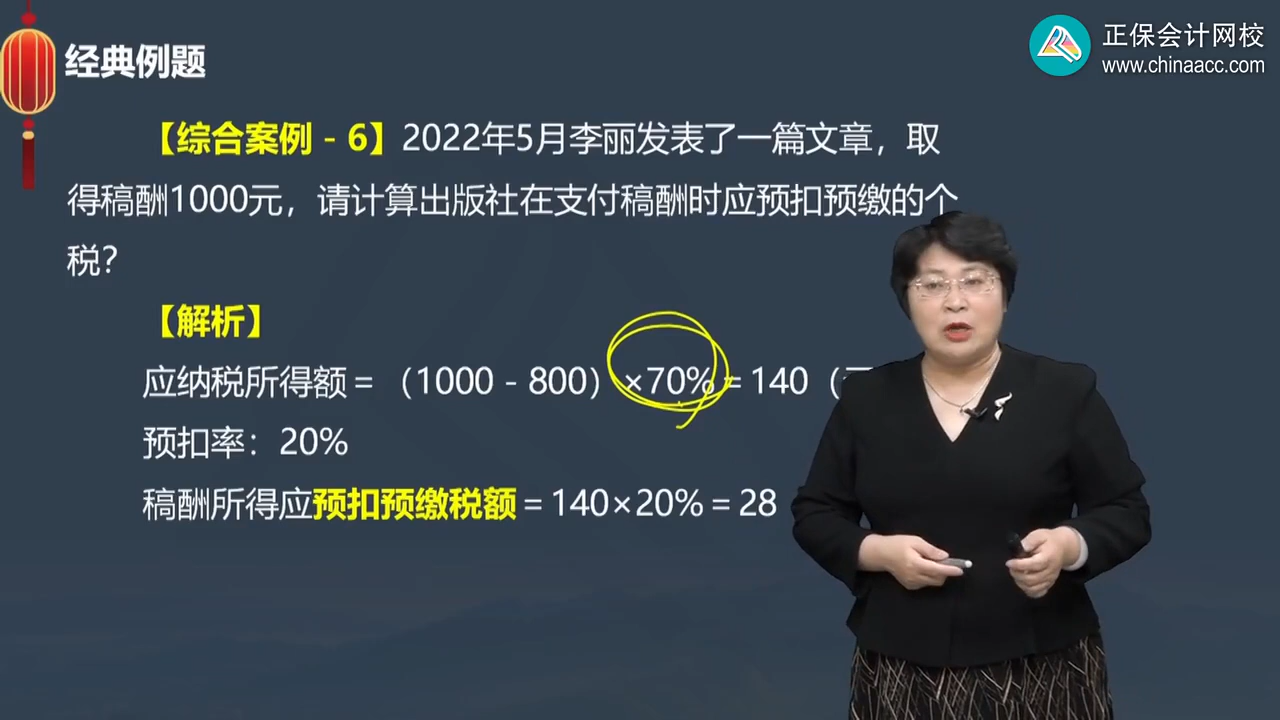 正保会计网校
www.chinaacc.com
经典例题
【综合案例－6】2022年5月李丽发表了一篇文章，取
得稿酬1000元，请计算出版社在支付稿酬时应预扣预缴的个
税？
【解析】
应纳税所得额＝（1000－800）×70%＝140（
预扣率：20%
稿酬所得应预扣预缴税额＝140×20%＝28